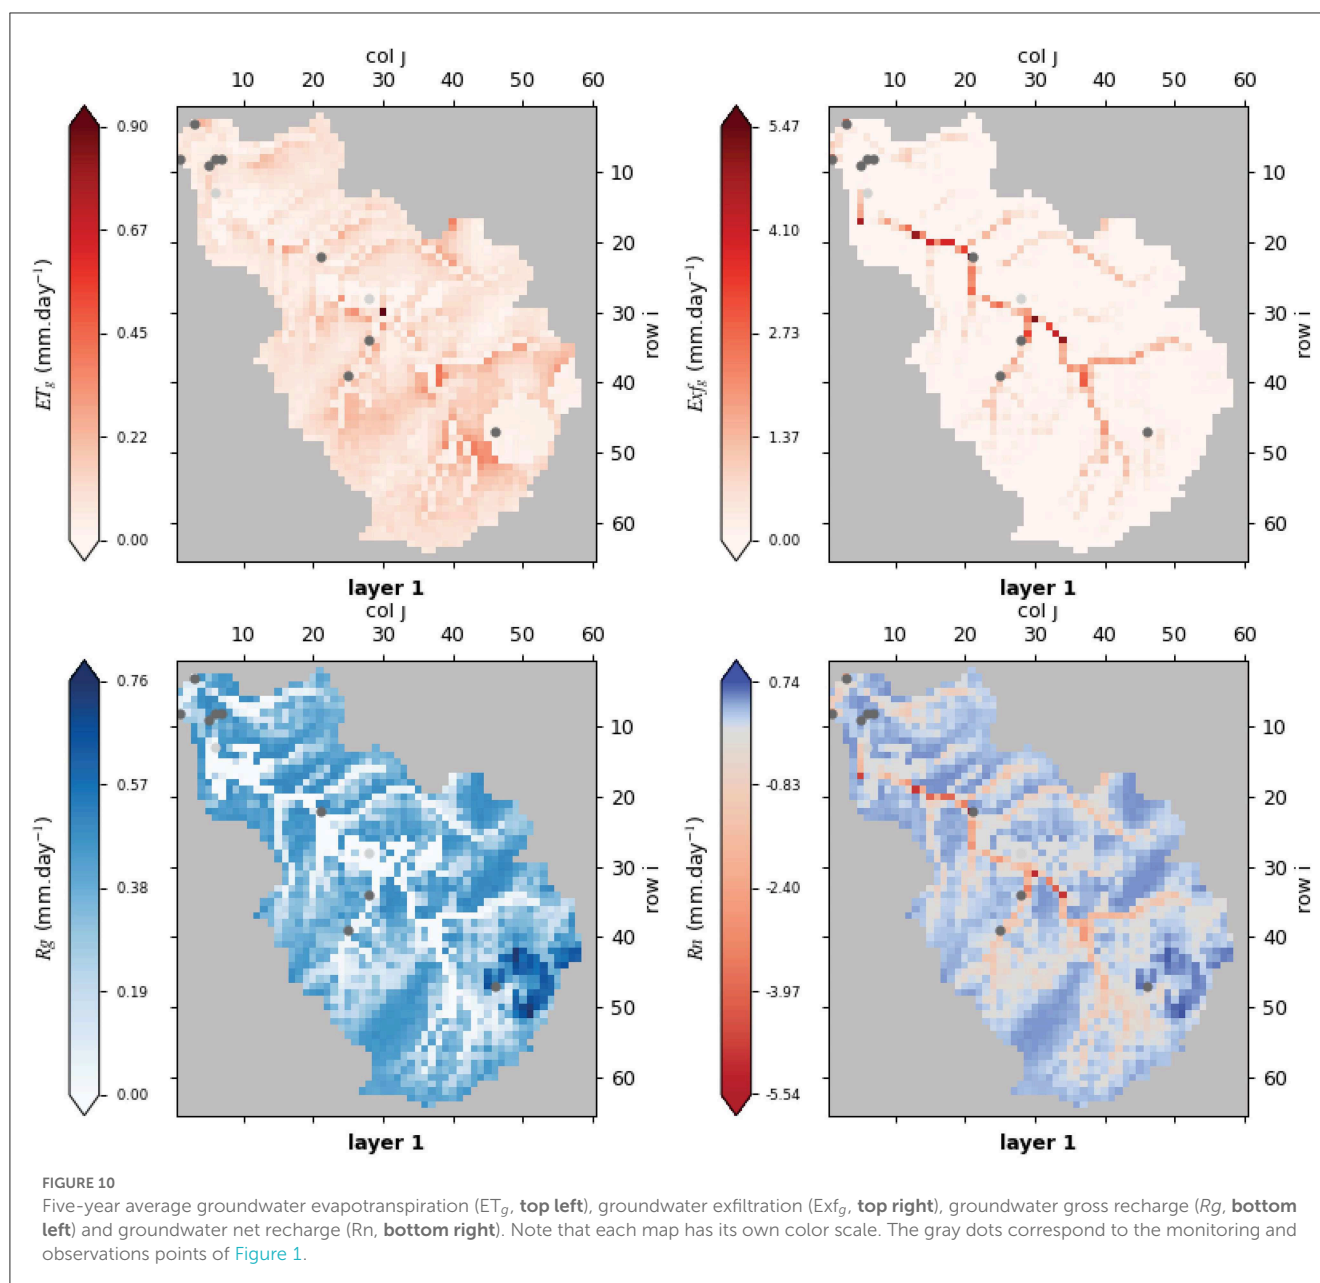 col J
10 20 30 40 50 60
0.90
0.67
0.45
0.22
0.00
ETg (mm.day−1)
10
20
30
40
50
60
row i
layer 1
col J
10 20 30 40 50 60
5.47
4.10
2.73
1.37
0.00
Exfg (mm.day−1)
10
20
30
40
50
60
row i
layer 1
col J
10 20 30 40 50 60
0.76
0.57
0.38
0.19
0.00
Rg (mm.day−1)
10
20
30
40
50
60
row i
layer 1
col J
10 20 30 40 50 60
0.74
-0.83
-2.40
-3.97
-5.54
Rn (mm.day−1)
10
20
30
40
50
60
row i
layer 1
FIGURE 10
Five-year average groundwater evapotranspiration (ETg, top left), groundwater exfiltration (Exfg, top right), groundwater gross recharge (Rg, bottom
left) and groundwater net recharge (Rn, bottom right). Note that each map has its own color scale. The gray dots correspond to the monitoring and
observations points of Figure 1.